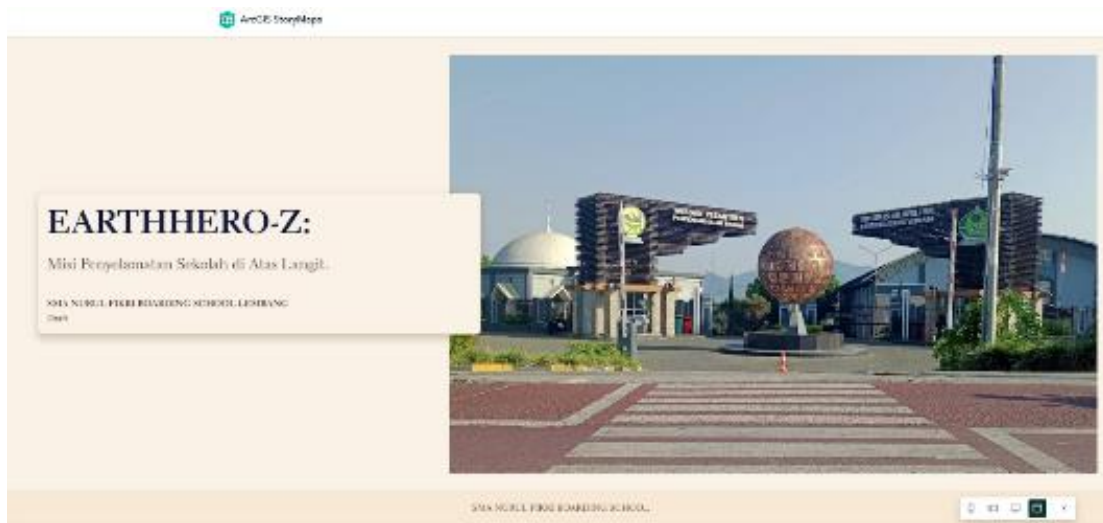 ArcGIS StoryMaps
EARTHHERO-Z:
Misi Penyelamatan Sekolah di Atas Langit.
SMA NURUL FIKRI BOARDING SCHOOL LEMBANG
Draft
SMA NURUL FIKRI BOARDING SCHOOL